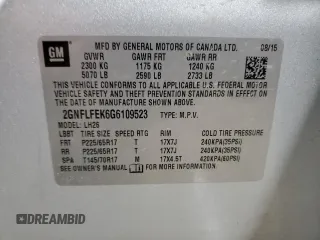 GM
MFD BY GENERAL MOTORS OF CANADA LTD. 09/15
GVWR GAWR FRT GAWR RR
2300 KG 1175 KG 1240 KG
5070 LB 2590 LB 2733 LB
THIS VEHICLE CONFORMS TO ALL APPLICABLE U.S. FEDERAL MOTOR
VEHICLE SAFETY AND THEFT PREVENTION STANDARDS IN EFFECT ON THE
DATE OF MANUFACTURE SHOWN ABOVE.
2GNFLFEK6G6109523 TYPE: M.P.V.
MODEL: LH26
TIRE SIZE SPEED RTG RIM COLD TIRE PRESSURE
FRT P225/65R17 T 17X7J 240KPA(35PSI)
RR P225/65R17 T 17X7J 240KPA(35PSI)
SPA T145/70R17 M 17X4.5T 420KPA(60PSI)
SEE OWNER'S MANUAL FOR ADDITIONAL INFORMATION
BIDMOTORS